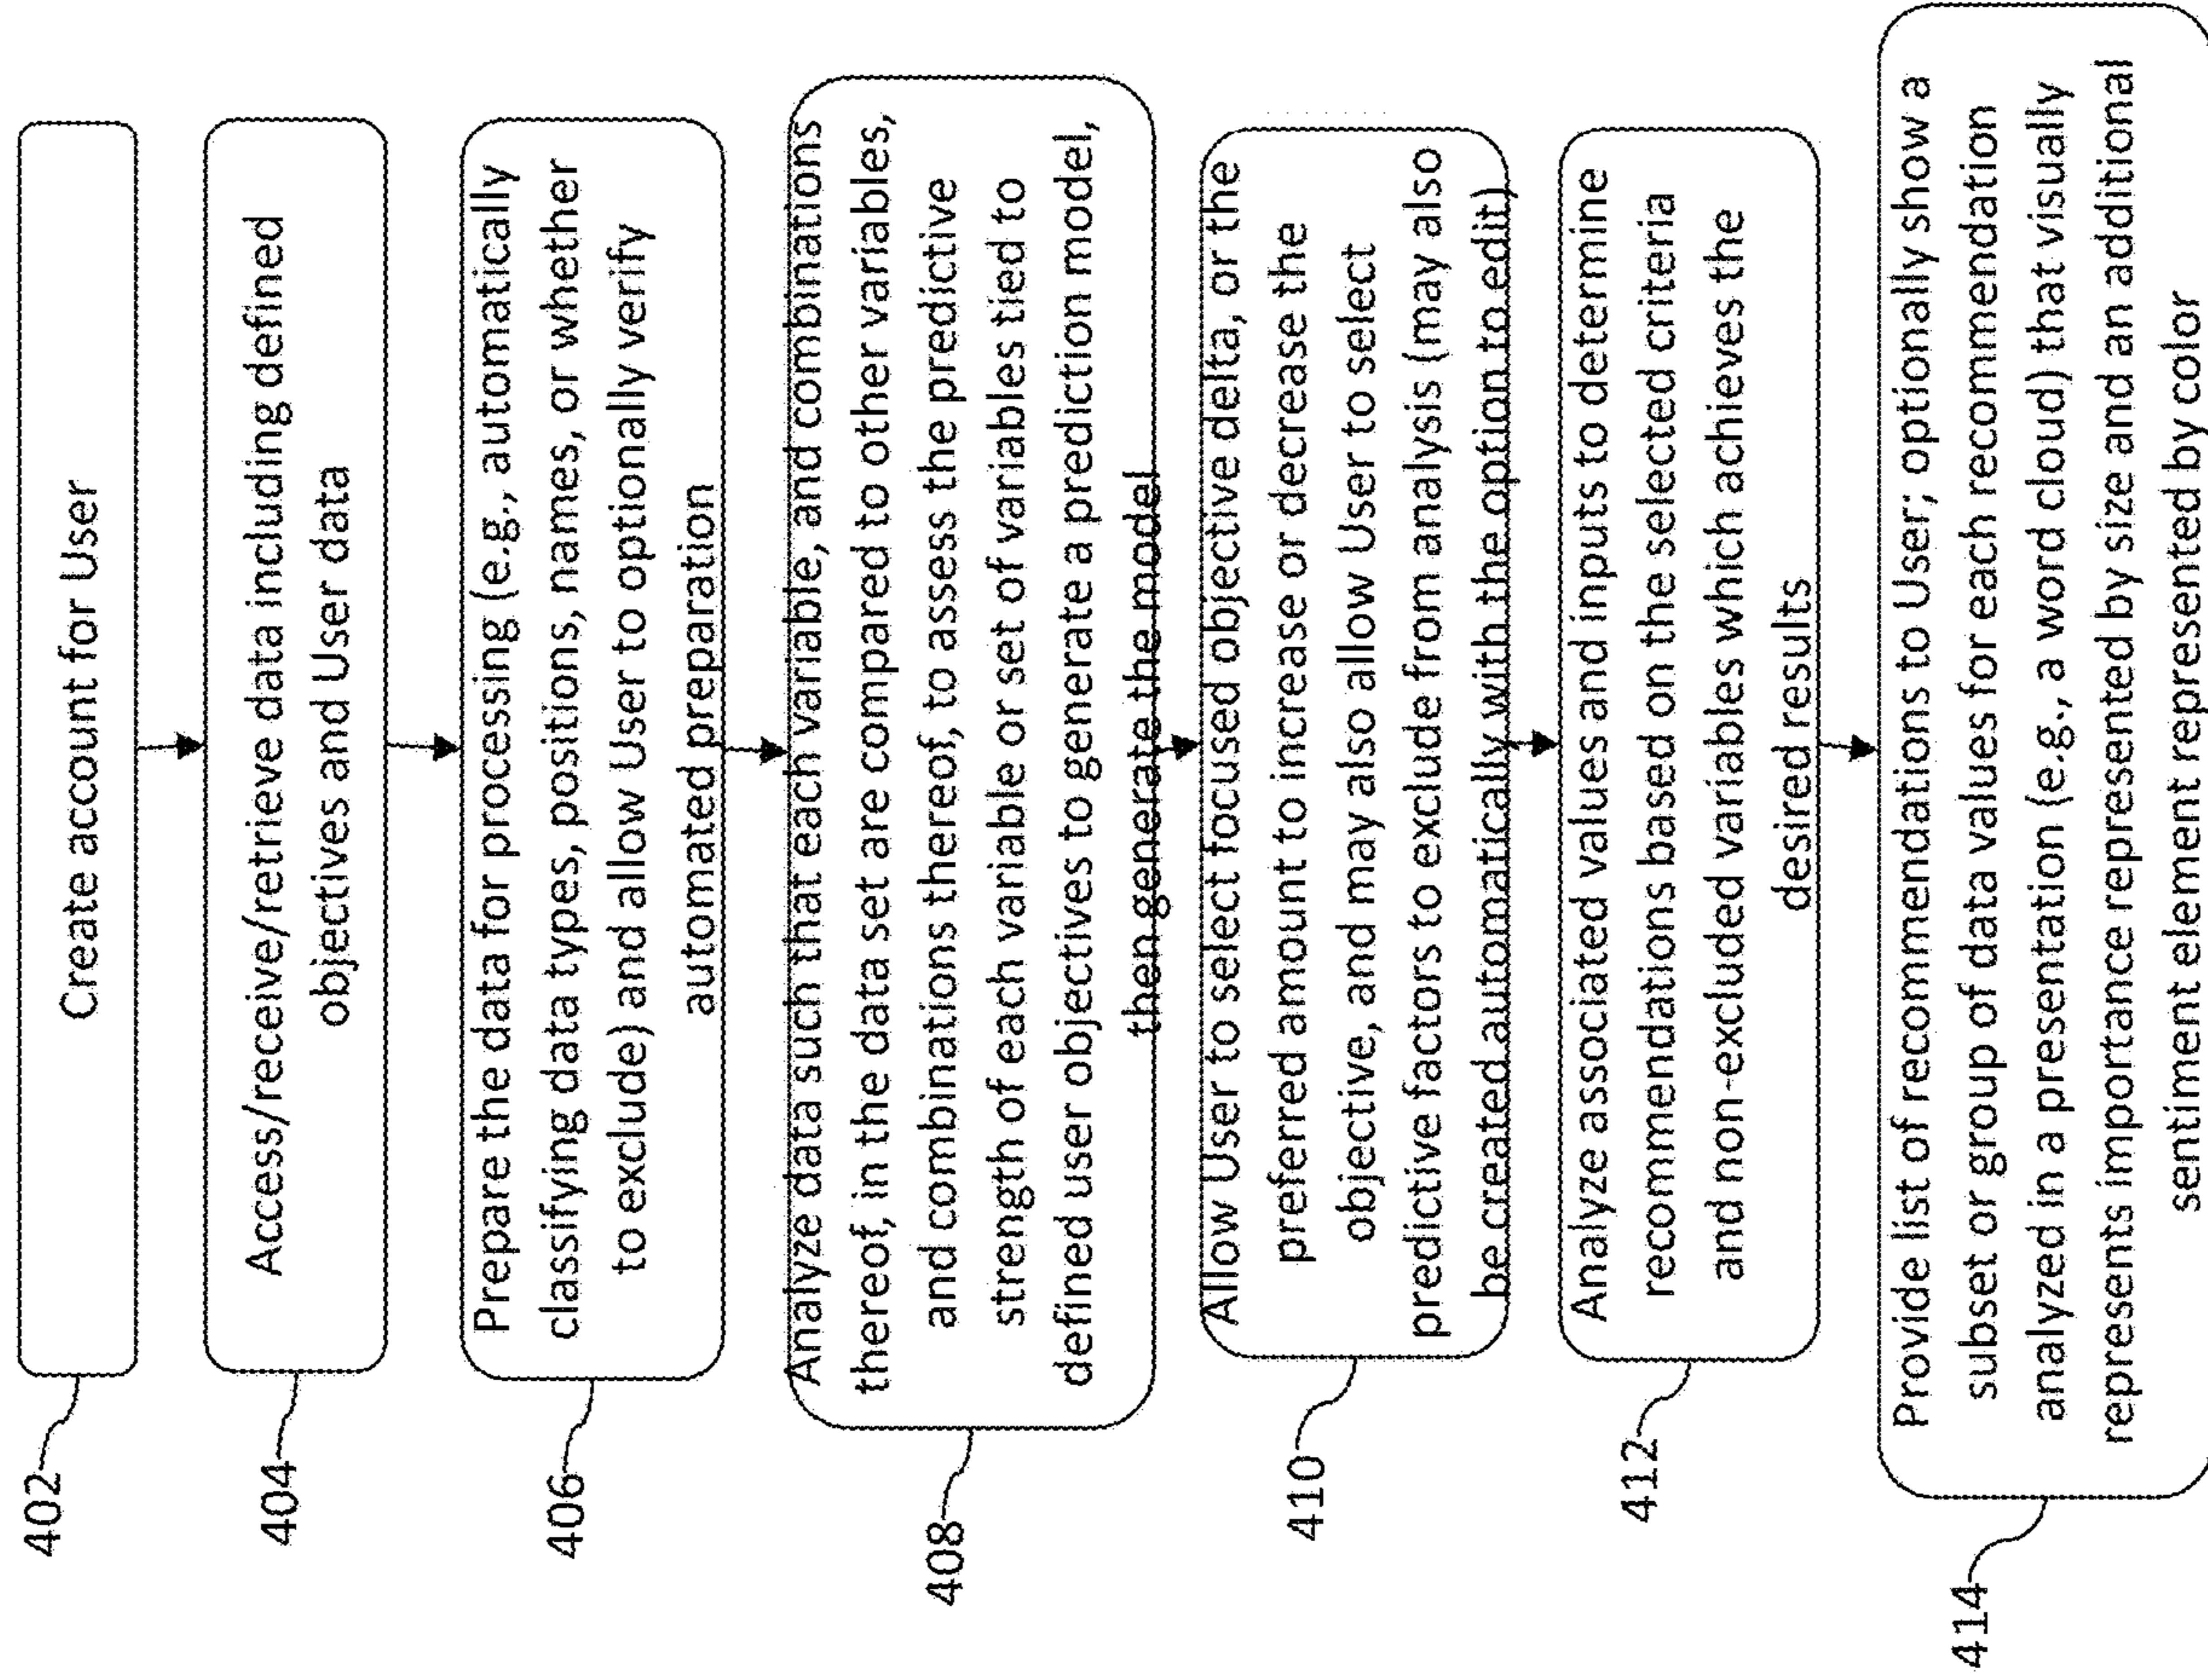 402
Create account for User
404
Access/receive/retrieve data including defined
objectives and User data
406
Prepare the data for processing (e.g., automatically
classifying data types, positions, names, or whether
to exclude) and allow User to optionally verify
automated preparation
408
Analyze data such that each variable, and combinations
thereof, in the data set are compared to other variables,
and combinations thereof, to assess the predictive
strength of each variable or set of variables tied to
defined user objectives to generate a prediction model,
then generate the model
410
Allow User to select focused objective delta, or the
preferred amount to increase or decrease the
objective, and may also allow User to select
predictive factors to exclude from analysis (may also
be created automatically with the option to edit)
412
Analyze associated values and inputs to determine
recommendations based on the selected criteria
and non-excluded variables which achieves the
desired results
414
Provide list of recommendations to User; optionally show a
subset or group of data values for each recommendation
analyzed in a presentation (e.g., a word cloud) that visually
represents importance represented by size and an additional
sentiment element represented by color